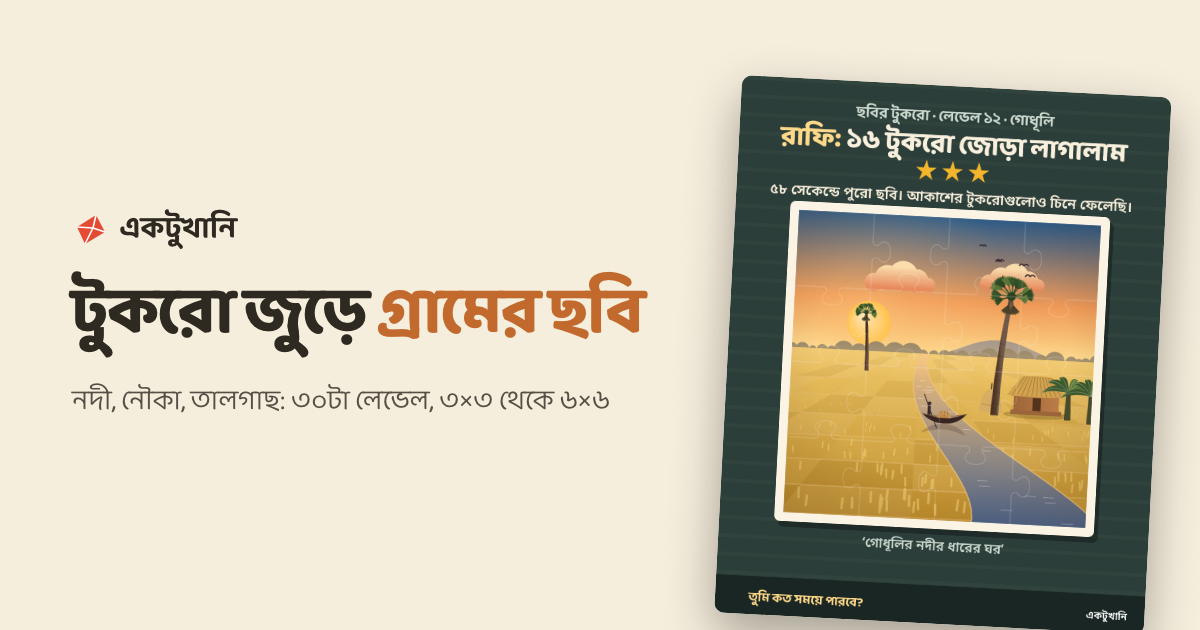 একটুখানি
টুকরো জুড়ে গ্রামের ছবি
নদী, নৌকা, তালগাছ: ৩০টা লেভেল, ৩×৩ থেকে ৬×৬
ছবির টুকরো · লেভেল ১২ · গোধূলি
রাফি: ১৬ টুকরো জোড়া লাগালাম
৫৮ সেকেন্ডে পুরো ছবি। আকাশের টুকরোগুলোও চিনে ফেলেছি।
‘গোধূলির নদীর ধারের ঘর’
তুমি কত সময়ে পারবে?
একটুখানি